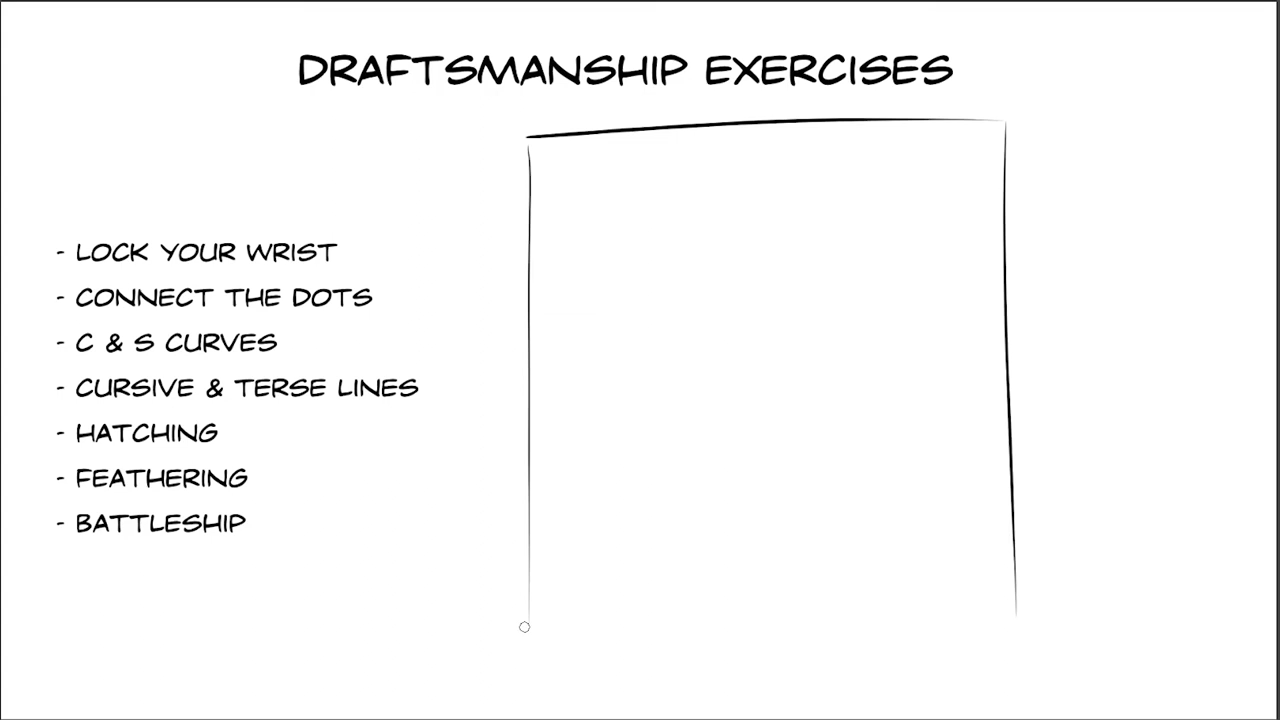 DRAFTSMANSHIP EXERCISES
- LOCK YOUR WRIST
- CONNECT THE DOTS
- C & S CURVES
- CURSIVE & TERSE LINES
- HATCHING
- FEATHERING
- BATTLESHIP